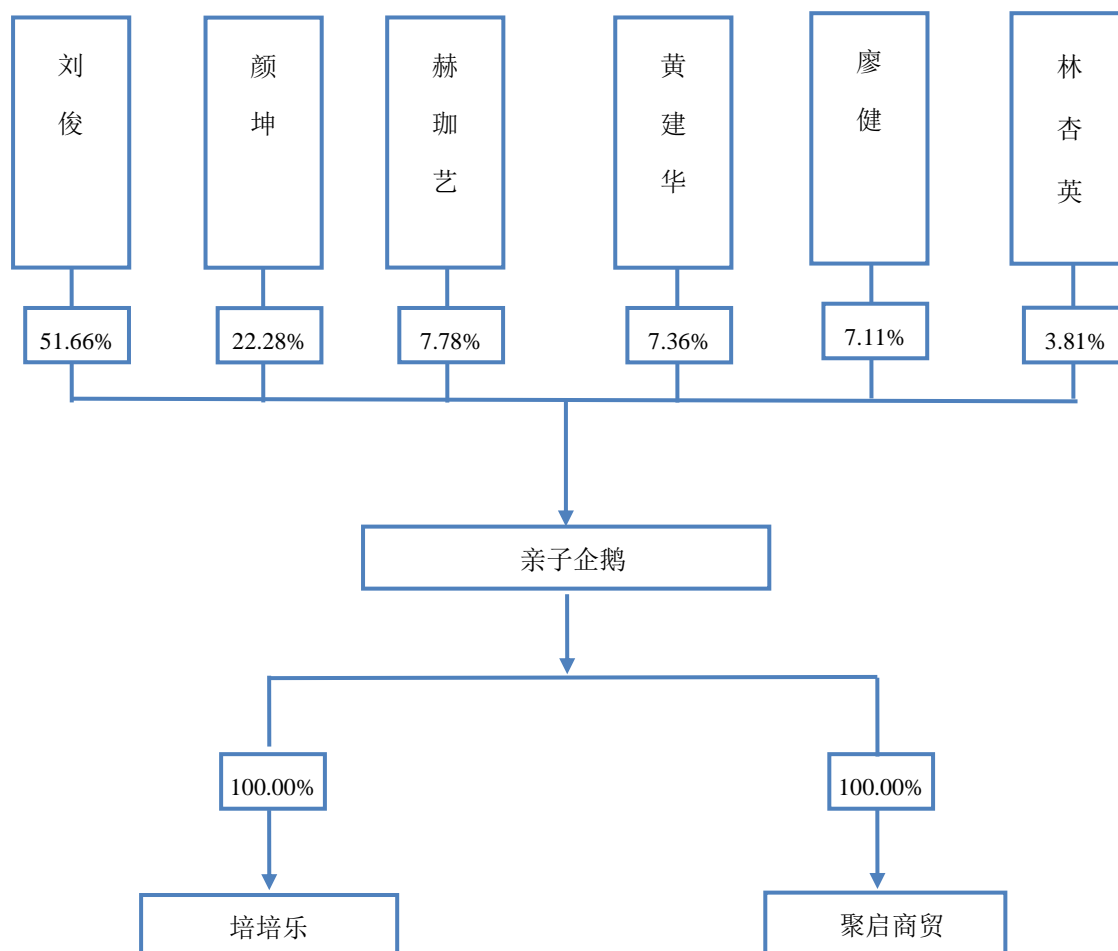 刘俊
颜坤
赫珈艺
黄建华
廖健
林杏英
51.66%
22.28%
7.78%
7.36%
7.11%
3.81%
亲子企鹅
100.00%
100.00%
培培乐
聚启商贸